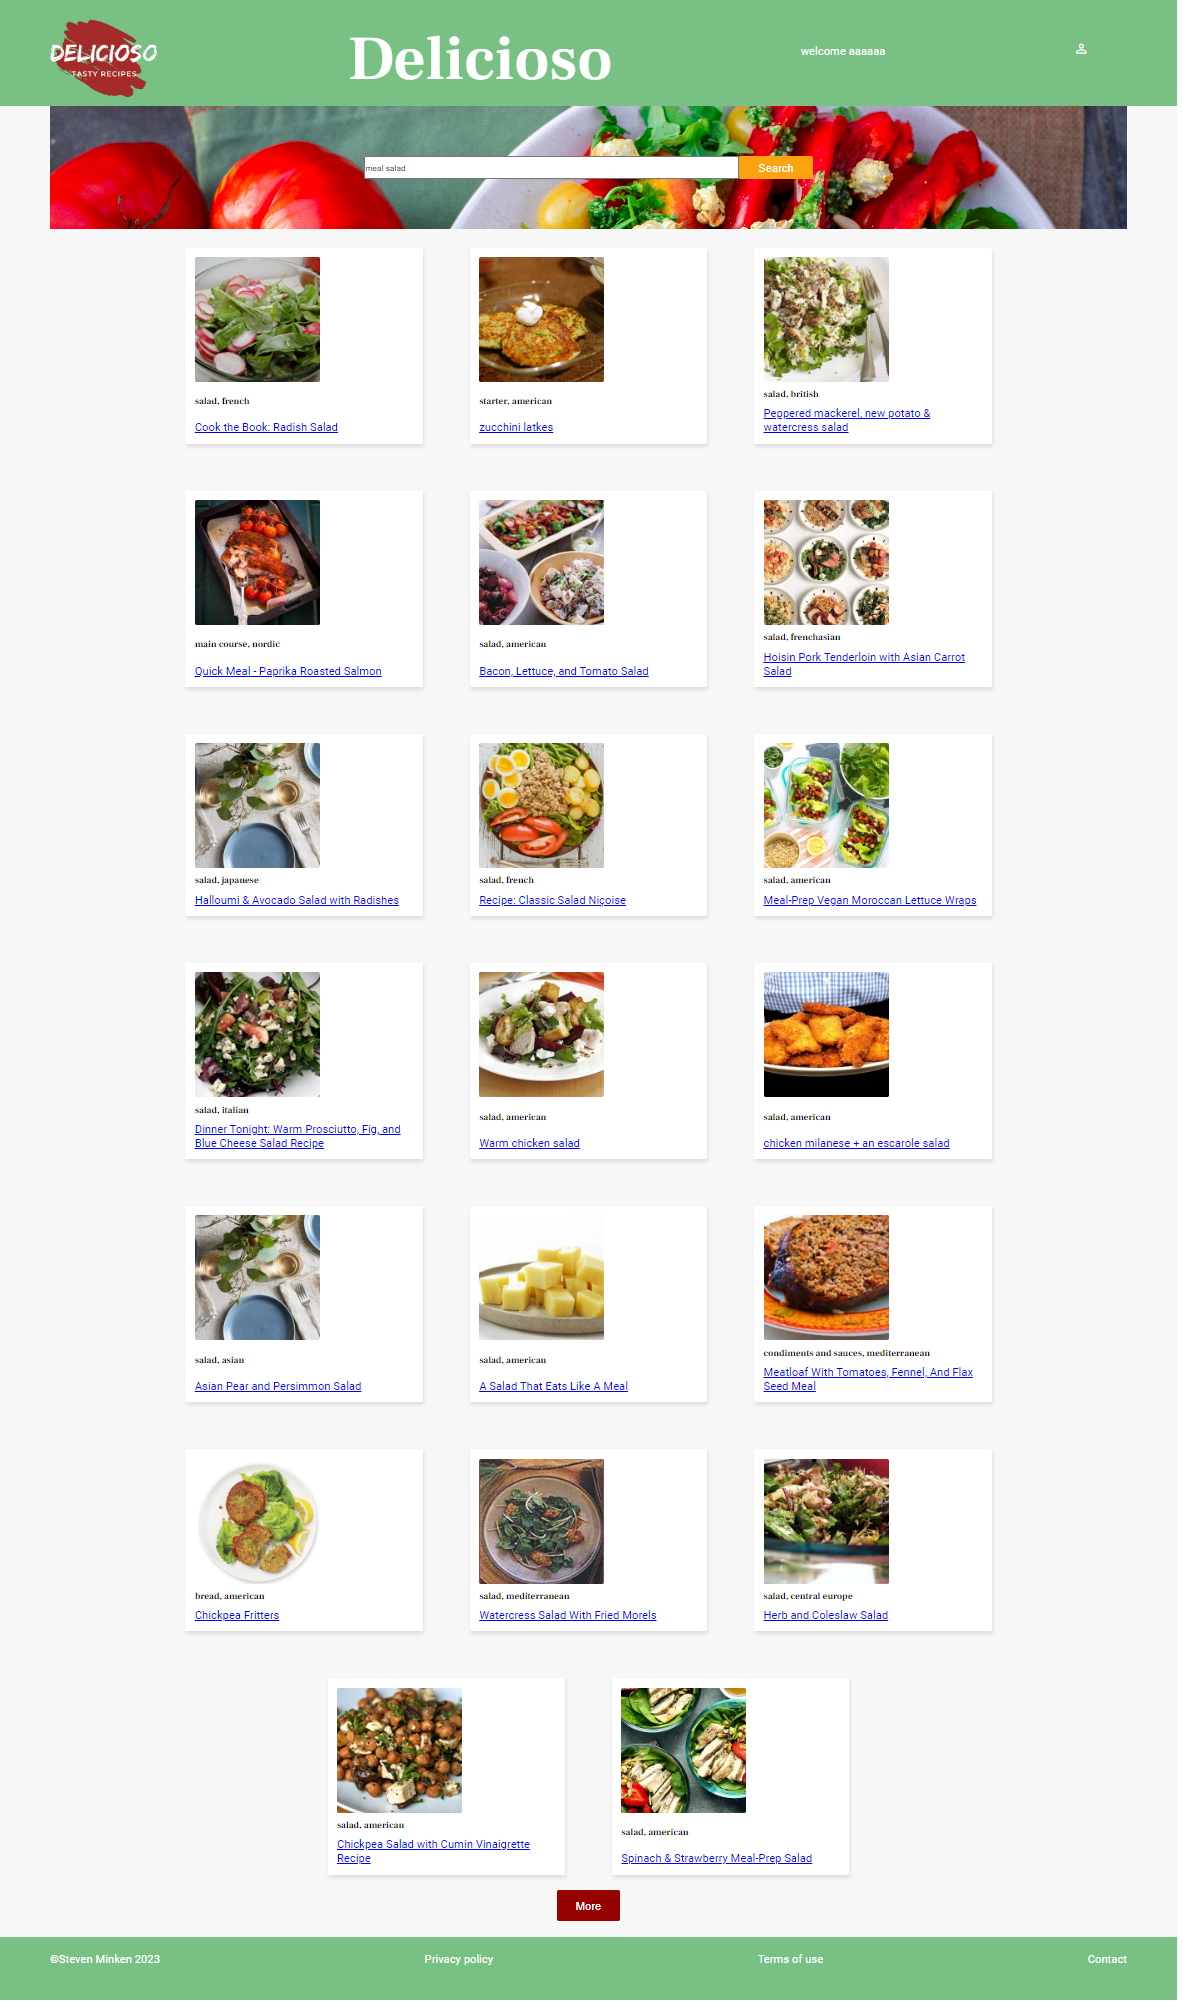 DELICIOSO
TASTY RECIPES
Delicioso
welcome aaaaaa
meal salad
Search
salad, french
Cook the Book: Radish Salad
starter, american
zucchini latkes
salad, british
Peppered mackerel, new potato &
watercress salad
main course, nordic
Quick Meal - Paprika Roasted Salmon
salad, american
Bacon, Lettuce, and Tomato Salad
salad, frenchasian
Hoisin Pork Tenderloin with Asian Carrot
Salad
salad, japanese
Halloumi & Avocado Salad with Radishes
salad, french
Recipe: Classic Salad Niçoise
salad, american
Meal-Prep Vegan Moroccan Lettuce Wraps
salad, italian
Dinner Tonight: Warm Prosciutto, Fig, and
Blue Cheese Salad Recipe
salad, american
Warm chicken salad
salad, american
chicken milanese + an escarole salad
salad, asian
Asian Pear and Persimmon Salad
salad, american
A Salad That Eats Like A Meal
condiments and sauces, mediterranean
Meatloaf With Tomatoes, Fennel, And Flax
Seed Meal
bread, american
Chickpea Fritters
salad, mediterranean
Watercress Salad With Fried Morels
salad, central europe
Herb and Coleslaw Salad
salad, american
Chickpea Salad with Cumin Vinaigrette
Recipe
salad, american
Spinach & Strawberry Meal-Prep Salad
More
©Steven Minken 2023
Privacy policy
Terms of use
Contact